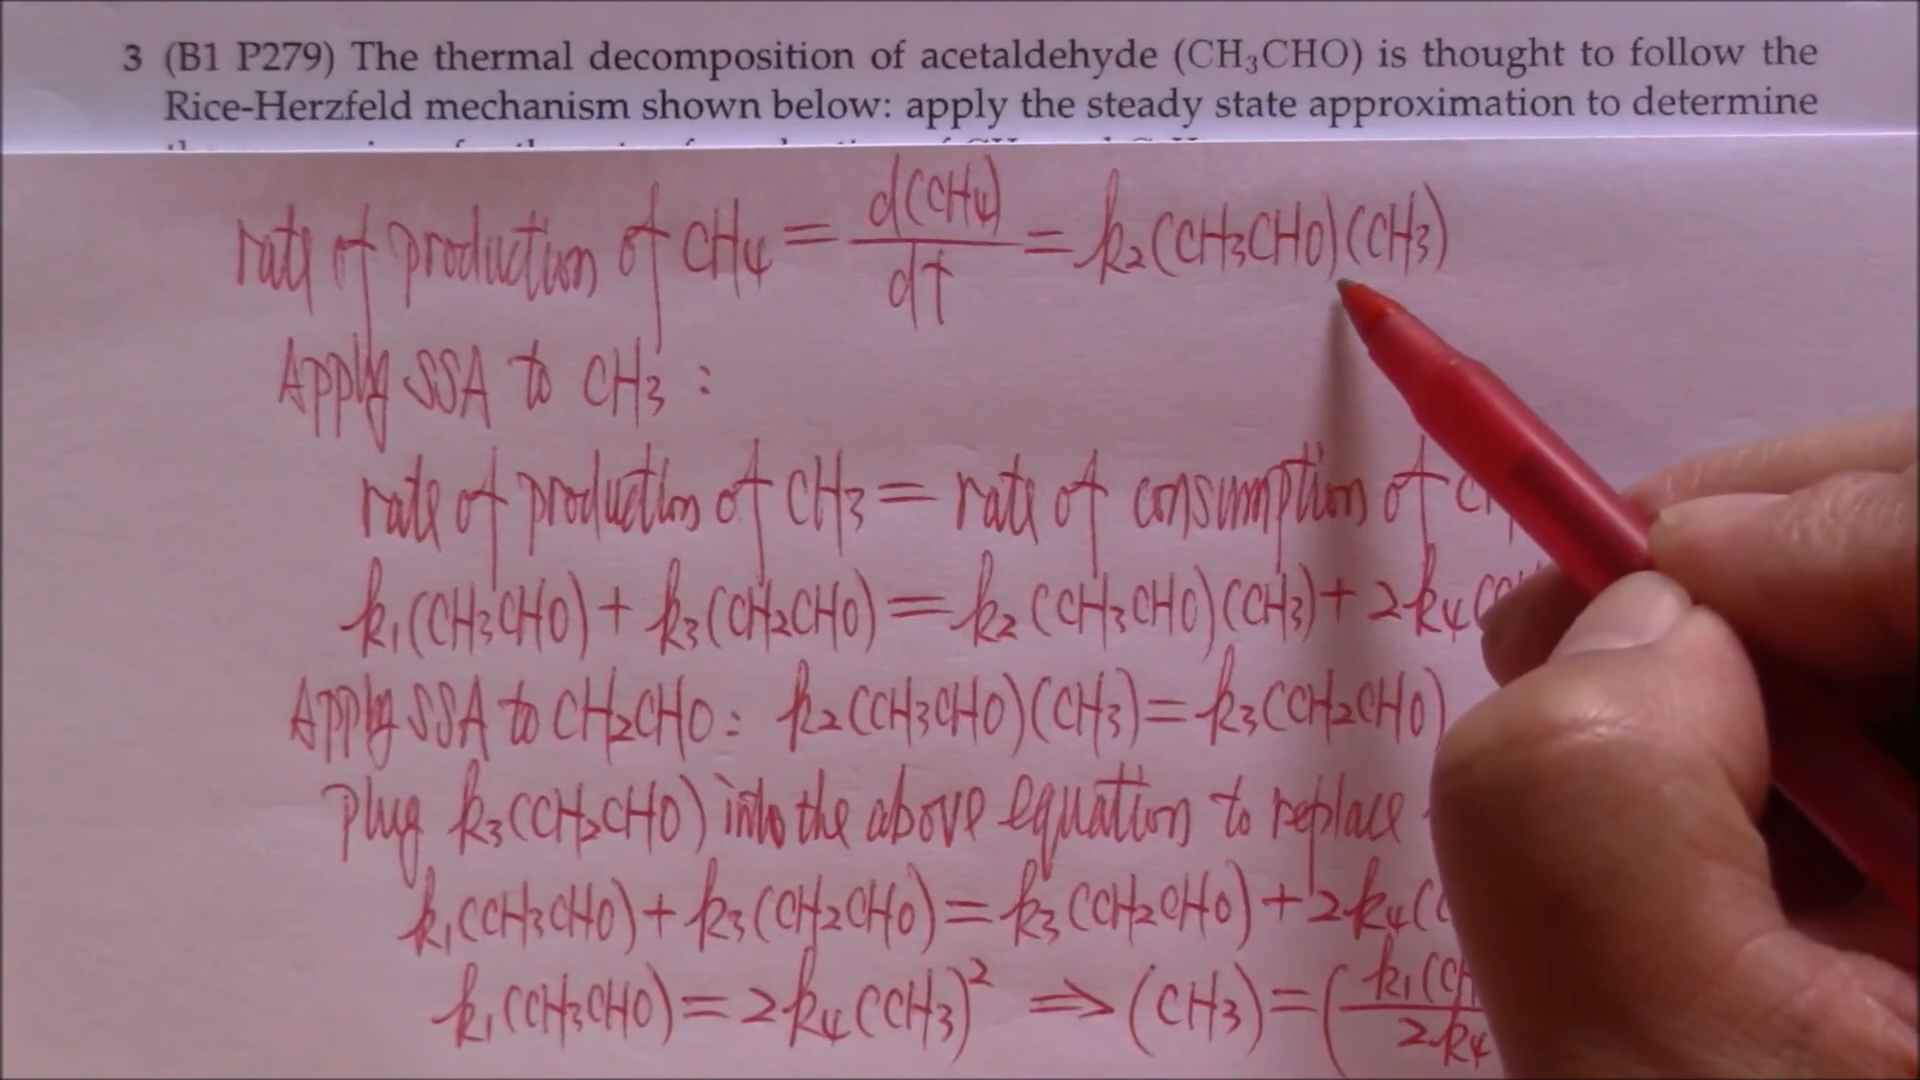 3 (B1 P279) The thermal decomposition of acetaldehyde (CH₃CHO) is thought to follow the
Rice-Herzfeld mechanism shown below: apply the steady state approximation to determine
rate of production of CH₄ = d(CH₄)/dt = k₂(CH₃CHO)(CH₃)
Apply SSA to CH₃ :
rate of production of CH₃ = rate of consumption of
k₁(CH₃CHO) + k₃(CH₂CHO) = k₂(CH₃CHO)(CH₃) + 2k₄(
Apply SSA to CH₂CHO : k₂(CH₃CHO)(CH₃) = k₃(CH₂CHO)
plug k₃(CH₂CHO) into the above equation to replace
k₁(CH₃CHO) + k₃(CH₂CHO) = k₃(CH₂CHO) + 2k₄(
k₁(CH₃CHO) = 2k₄(CH₃)² ⇒ (CH₃) = (k₁(CH / 2k₄